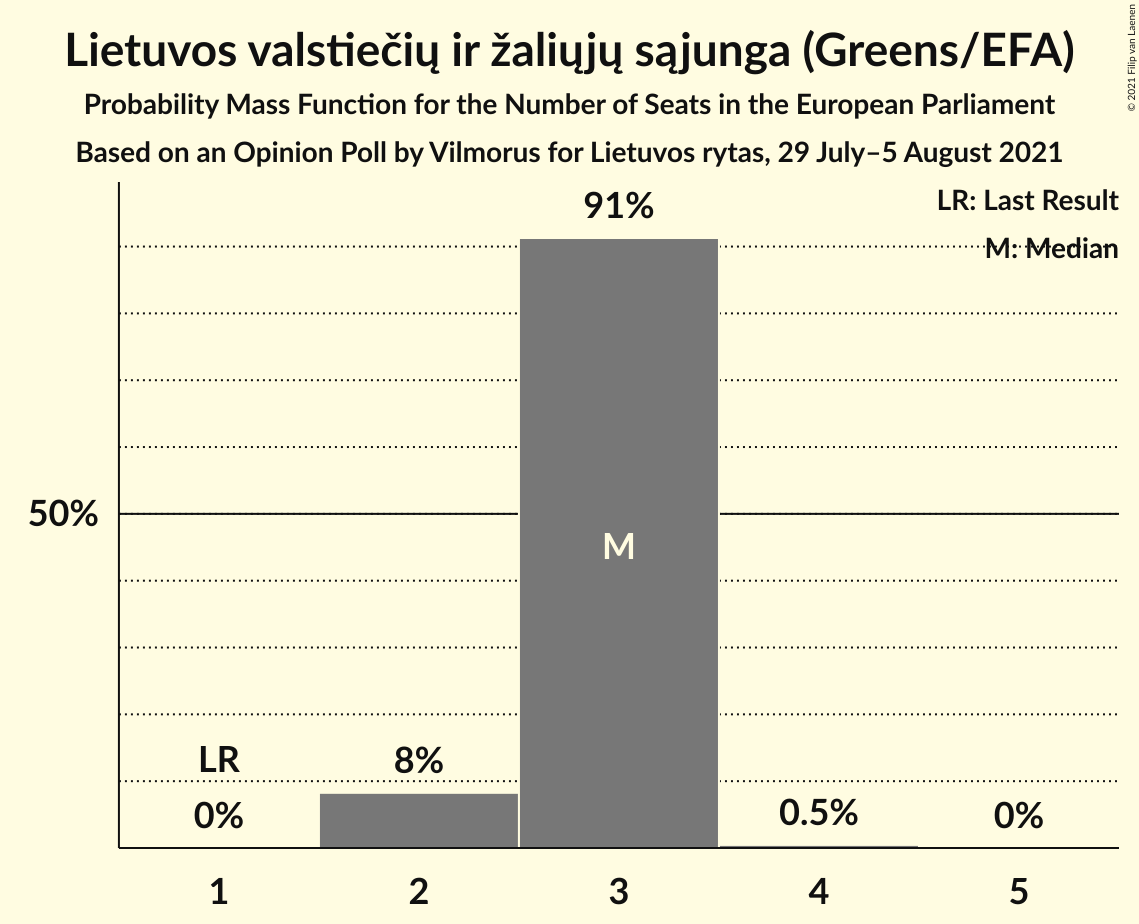 Lietuvos valstiečių ir žaliųjų sąjunga (Greens/EFA)
Probability Mass Function for the Number of Seats in the European Parliament
Based on an Opinion Poll by Vilmorus for Lietuvos rytas, 29 July–5 August 2021
© 2021 Filip van Laenen
LR: Last Result
M: Median
91%
50%
M
LR
0%
8%
0.5%
0%
1
2
3
4
5